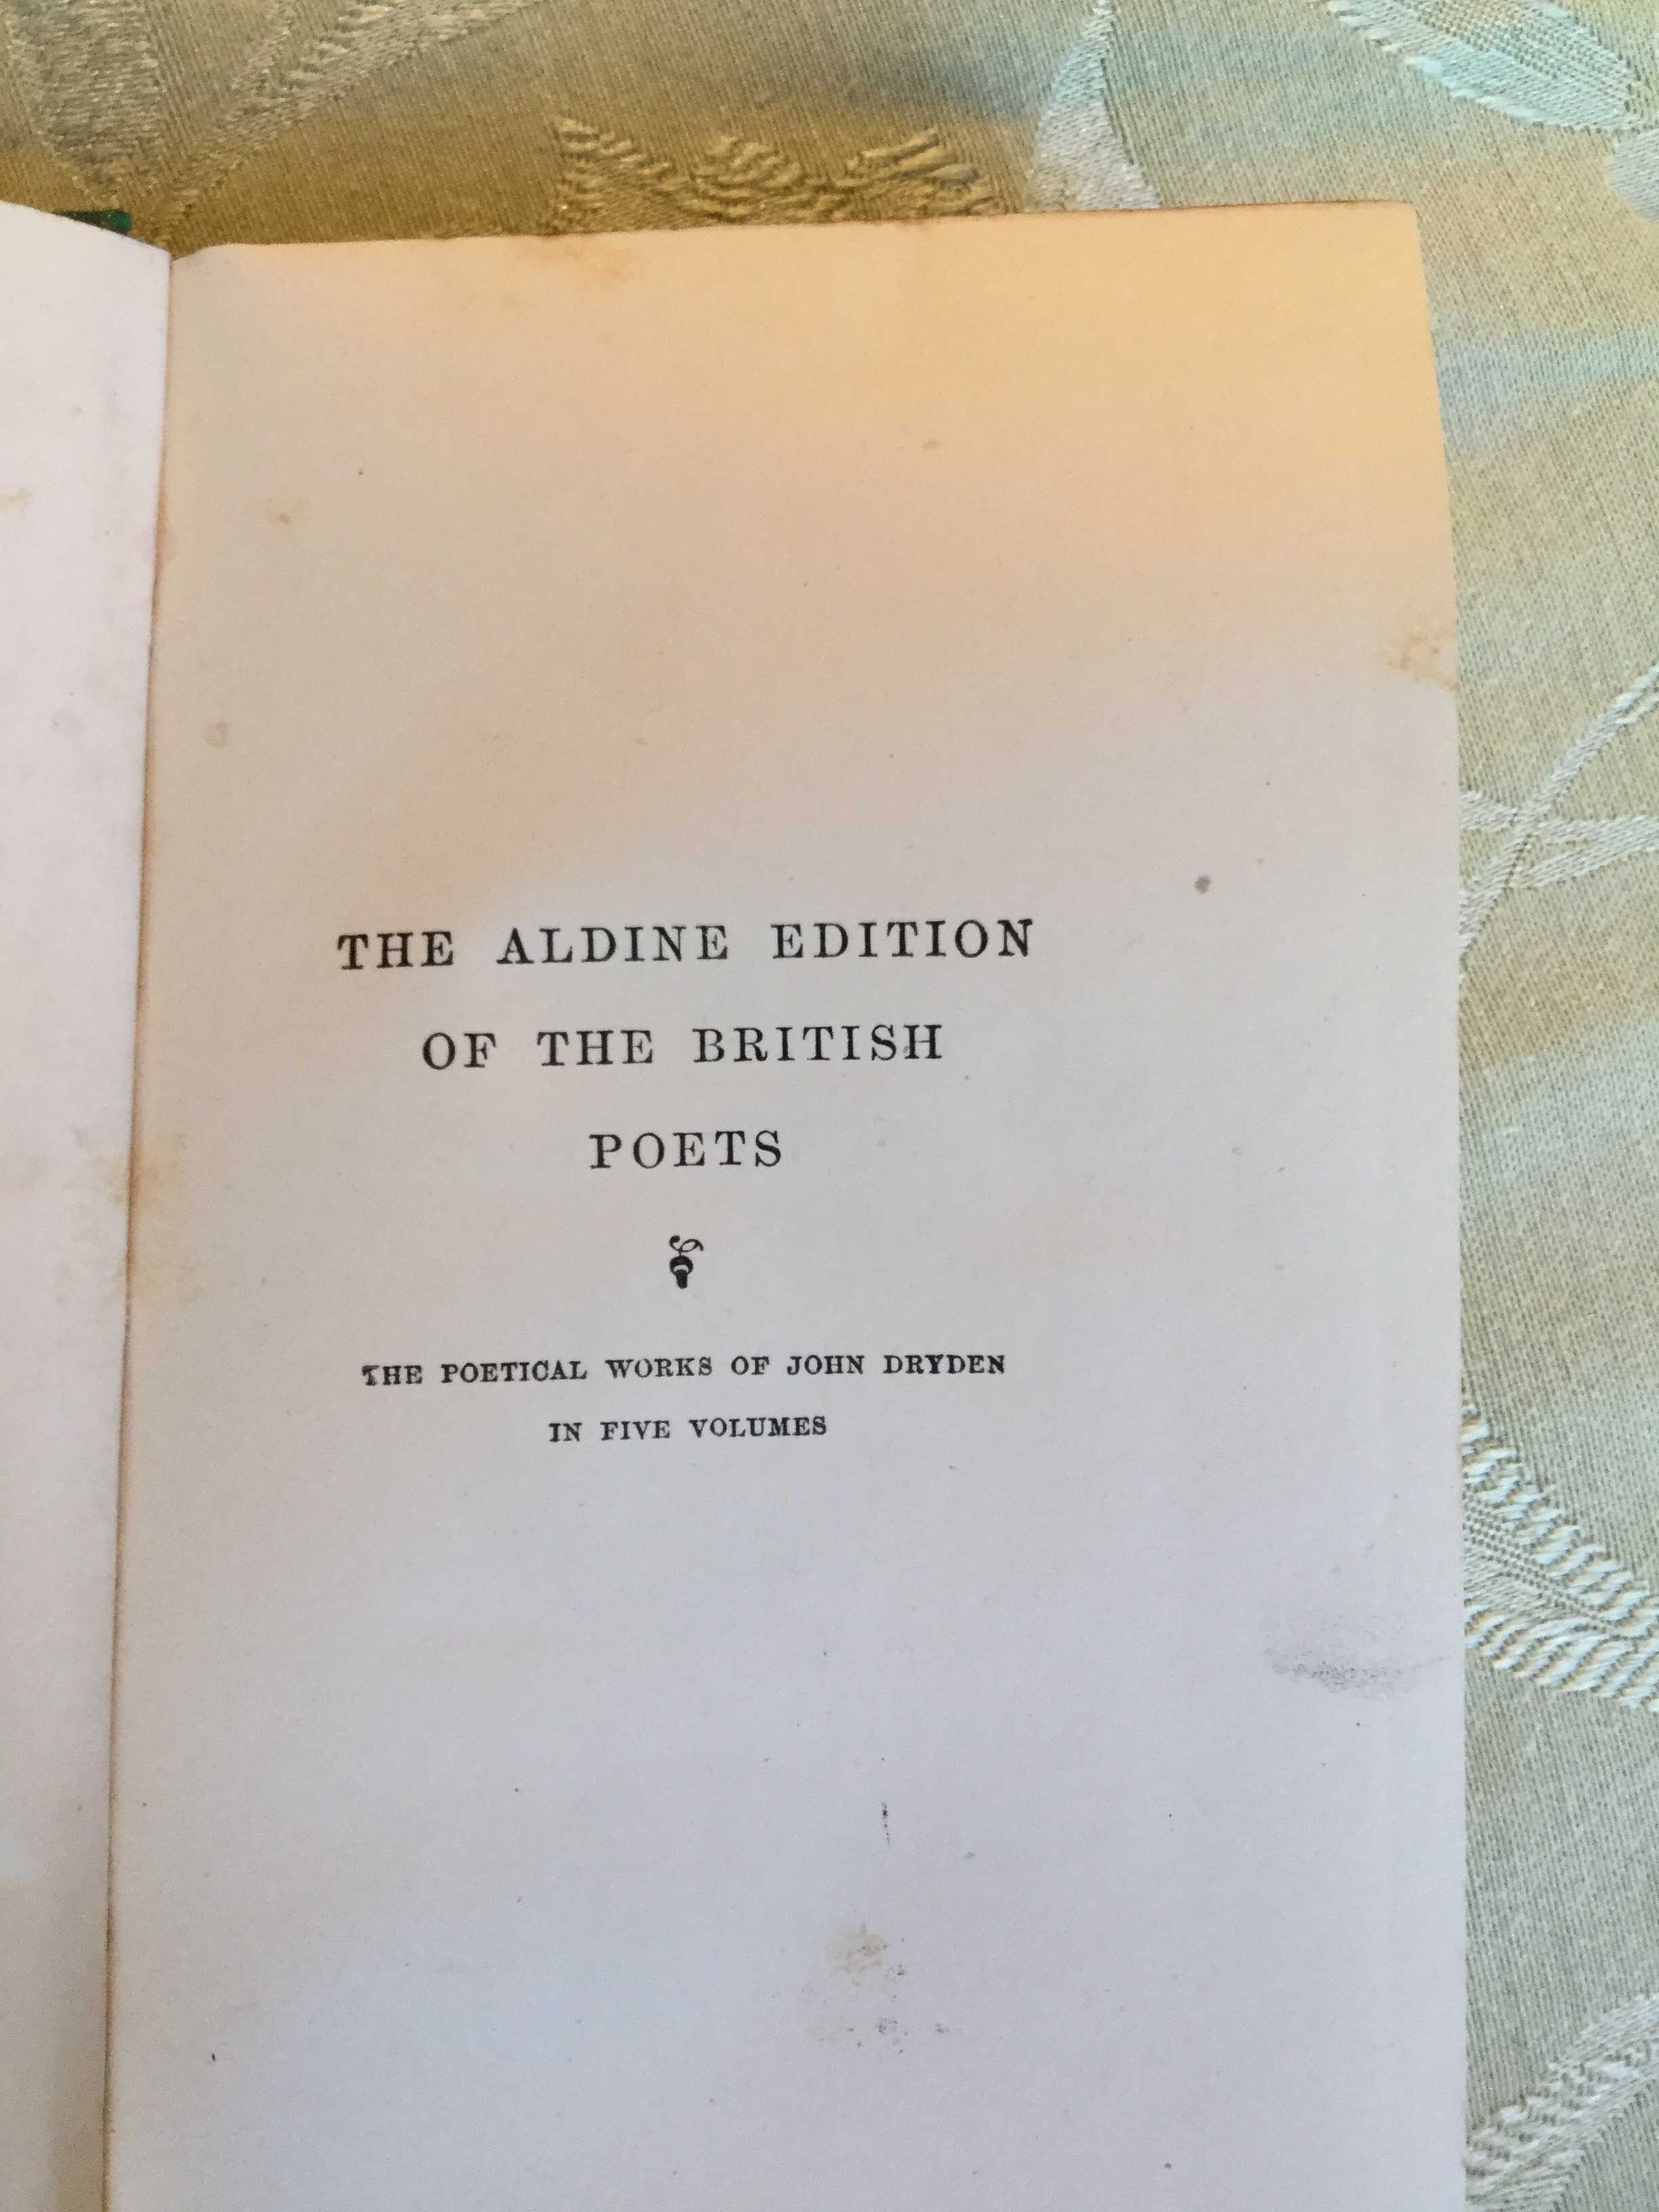 THE ALDINE EDITION
OF THE BRITISH
POETS
THE POETICAL WORKS OF JOHN DRYDEN
IN FIVE VOLUMES